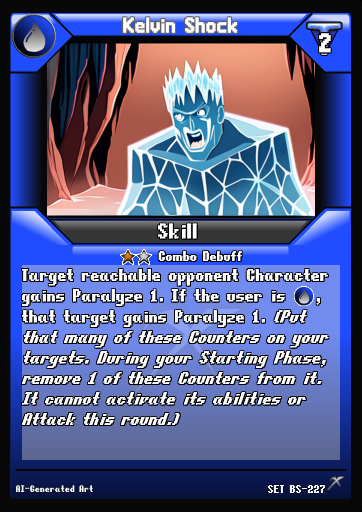 Kelvin Shock
2
Skill
Combo Debuff
Target reachable opponent Character
gains Paralyze 1. If the user is ,
that target gains Paralyze 1. (Put
that many of these Counters on your
targets. During your Starting Phase,
remove 1 of these Counters from it.
It cannot activate its abilities or
Attack this round.)
AI-Generated Art
SET BS-227